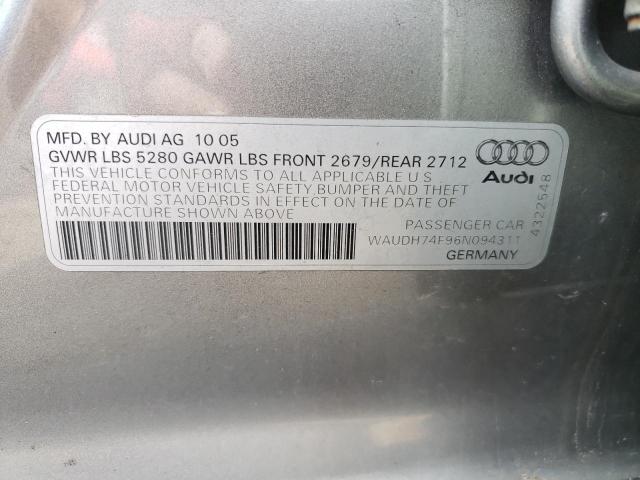 MFD. BY AUDI AG 10 05
GVWR LBS 5280 GAWR LBS FRONT 2679/REAR 2712
THIS VEHICLE CONFORMS TO ALL APPLICABLE U S
FEDERAL MOTOR VEHICLE SAFETY BUMPER AND THEFT
PREVENTION STANDARDS IN EFFECT ON THE DATE OF
MANUFACTURE SHOWN ABOVE
Audi
PASSENGER CAR
WAUDH74F96N094311
GERMANY
4322548